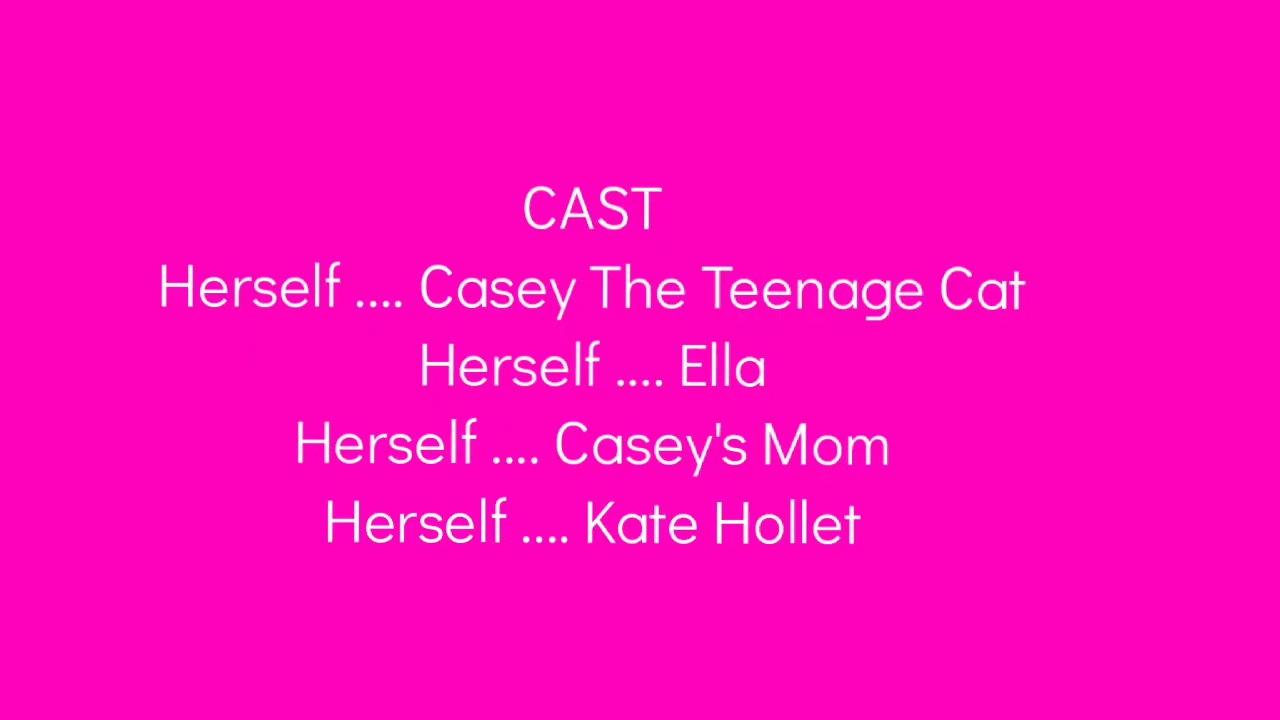 CAST
Herself .... Casey The Teenage Cat
Herself .... Ella
Herself .... Casey's Mom
Herself .... Kate Hollet